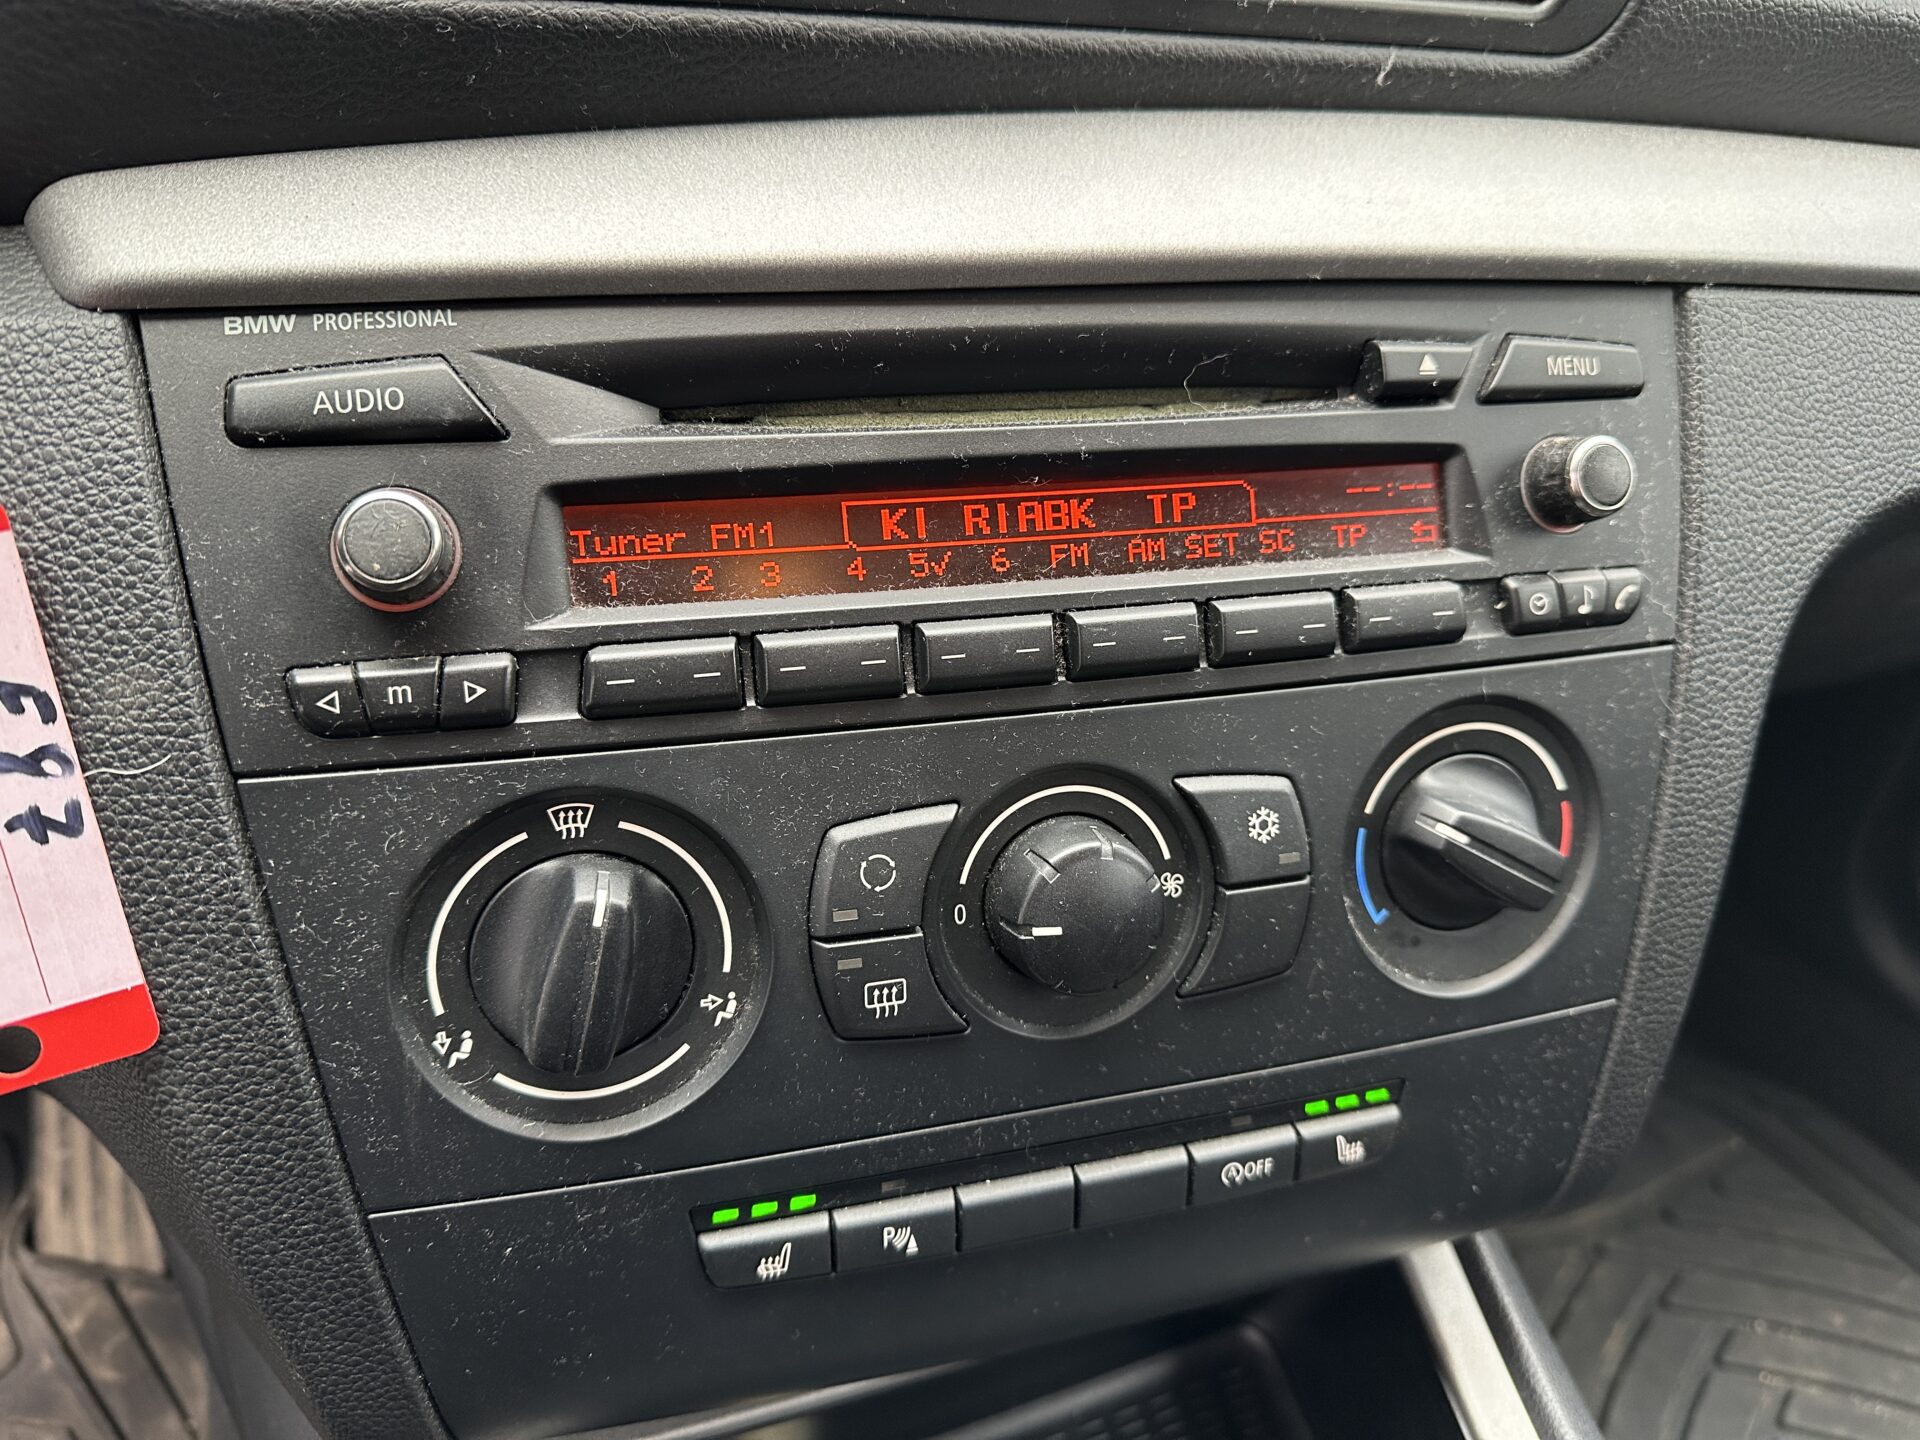 BMW PROFESSIONAL
AUDIO
MENU
Tuner FM1 KI RIABK TP --:--
1 2 3 4 5√ 6 FM AM SET SC TP
m
E87
0
OFF
P